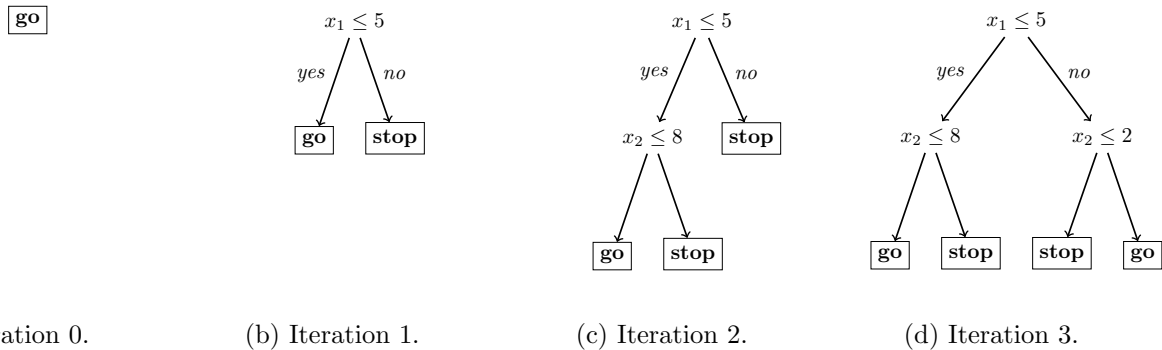 go
x₁ ≤ 5
yes no
go stop
x₁ ≤ 5
yes no
x₂ ≤ 8 stop
go stop
x₁ ≤ 5
yes no
x₂ ≤ 8 x₂ ≤ 2
go stop stop go
ation 0.
(b) Iteration 1.
(c) Iteration 2.
(d) Iteration 3.